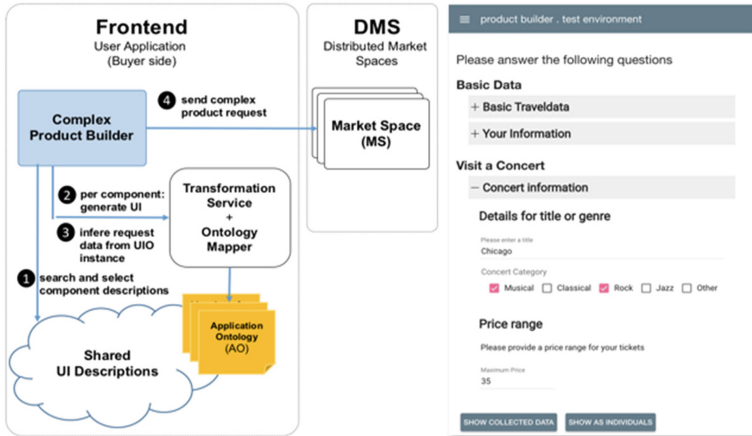 Frontend
User Application
(Buyer side)
DMS
Distributed Market
Spaces
Complex
Product Builder
4 send complex
product request
Market Space
(MS)
2 per component:
generate UI
3 infere request
data from UIO
instance
Transformation
Service
+
Ontology
Mapper
1 search and select
component descriptions
Shared
UI Descriptions
Application
Ontology
(AO)
product builder . test environment
Please answer the following questions
Basic Data
+ Basic Traveldata
+ Your Information
Visit a Concert
− Concert information
Details for title or genre
Please enter a title
Chicago
Concert Category
Musical Classical Rock Jazz Other
Price range
Please provide a price range for your tickets
Maximum Price
35
SHOW COLLECTED DATA SHOW AS INDIVIDUALS